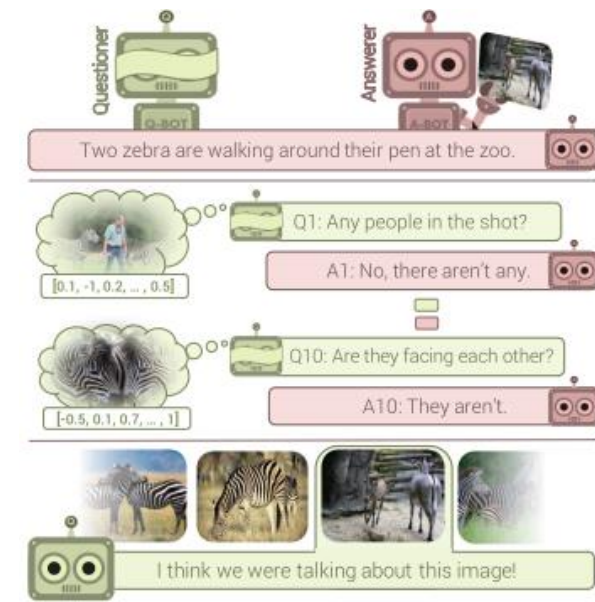 Questioner
Answerer
Q
A
Q-BOT
A-BOT
Two zebra are walking around their pen at the zoo.
Q1: Any people in the shot?
[0.1, -1, 0.2, ... , 0.5]
A1: No, there aren't any.
Q10: Are they facing each other?
[-0.5, 0.1, 0.7, ... , 1]
A10: They aren't.
I think we were talking about this image!